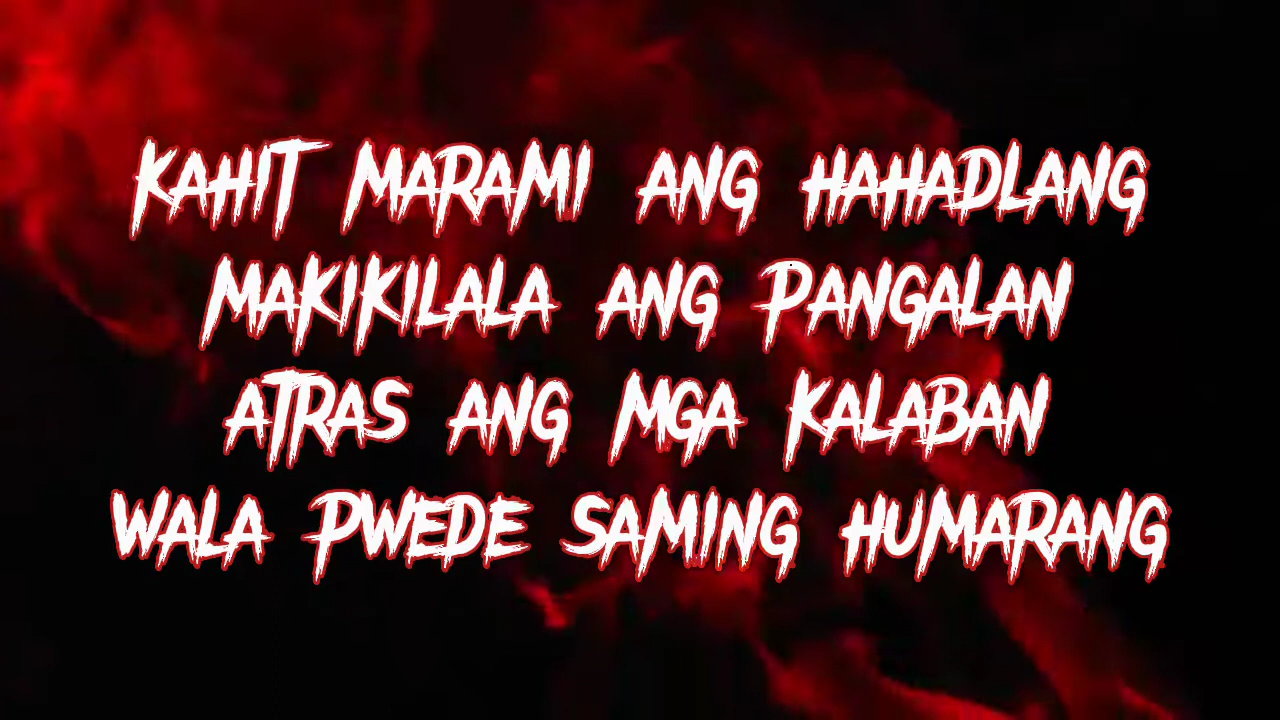 KAHIT MARAMI ANG HAHADLANG
MAKIKILALA ANG PANGALAN
ATRAS ANG MGA KALABAN
WALA PWEDE SAMING HUMARANG